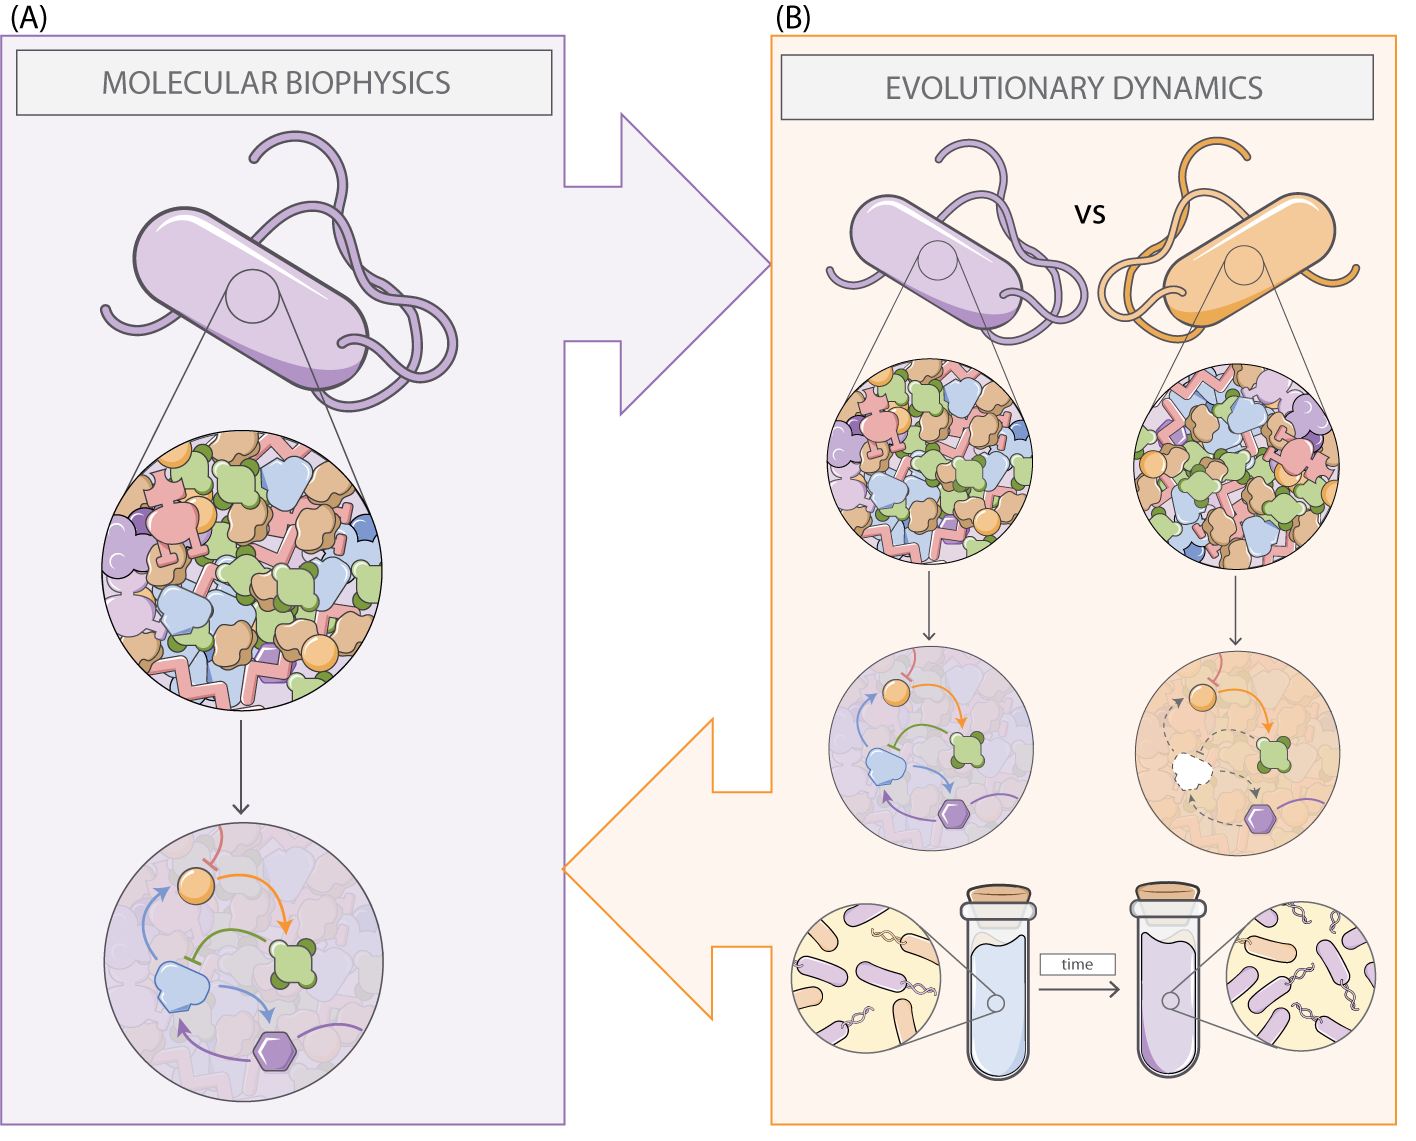 (A)
MOLECULAR BIOPHYSICS
(B)
EVOLUTIONARY DYNAMICS
vs
time